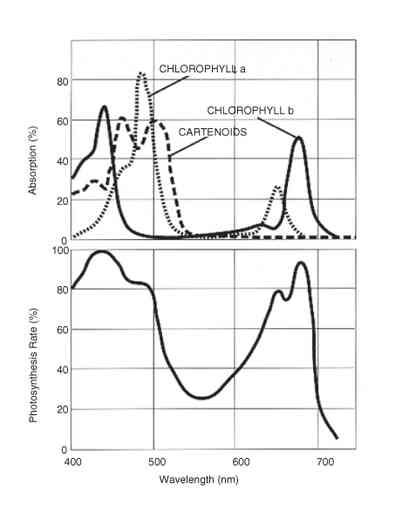 CHLOROPHYLL a
CHLOROPHYLL b
CARTENOIDS
Absorption (%)
80
60
40
20
0
Photosynthesis Rate (%)
100
80
60
40
20
0
400 500 600 700
Wavelength (nm)